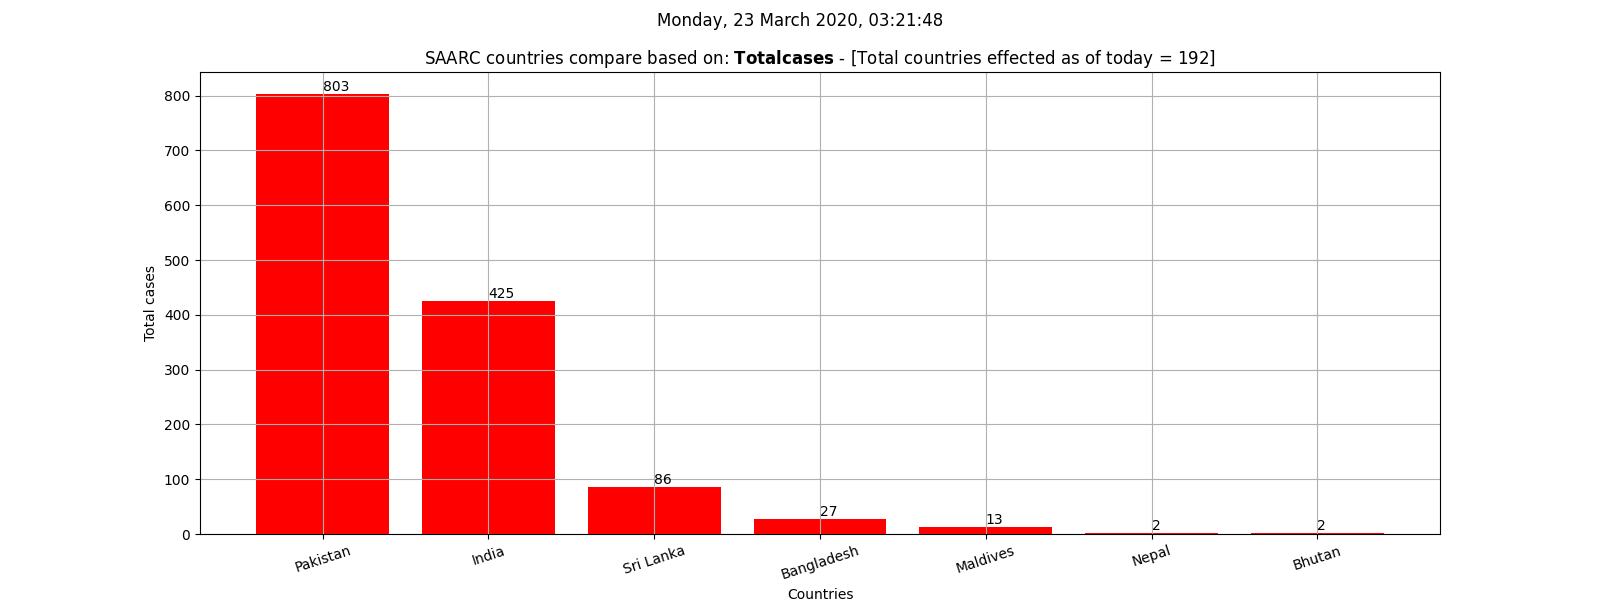 Monday, 23 March 2020, 03:21:48
SAARC countries compare based on: Totalcases - [Total countries effected as of today = 192]
Total cases
800
700
600
500
400
300
200
100
0
803
425
86
27
13
2
2
Pakistan
India
Sri Lanka
Bangladesh
Maldives
Nepal
Bhutan
Countries